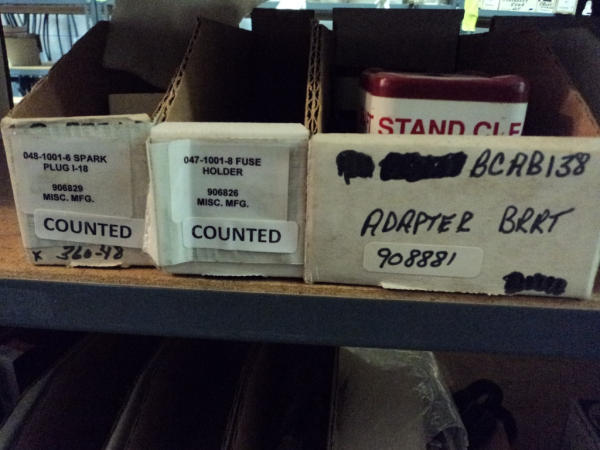 048-1001-6 SPARK
PLUG I-18
906829
MISC. MFG.
COUNTED
x 360-48
047-1001-8 FUSE
HOLDER
906826
MISC. MFG.
COUNTED
STAND CLE
BCAB138
ADAPTER BRRT
908881